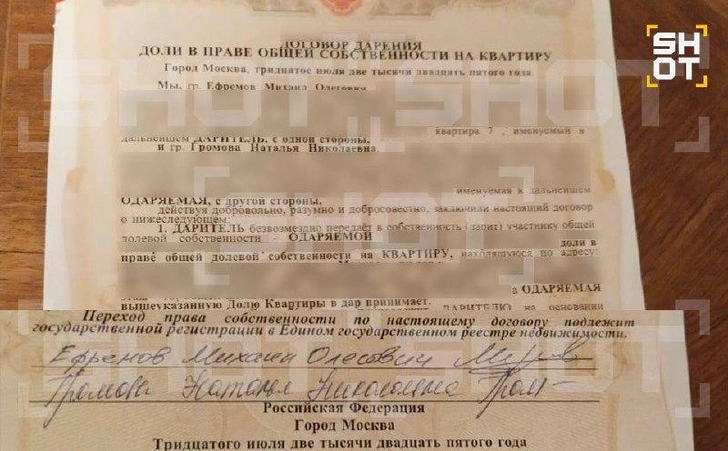 SHOT
ДОГОВОР ДАРЕНИЯ
ДОЛИ В ПРАВЕ ОБЩЕЙ СОБСТВЕННОСТИ НА КВАРТИРУ
Город Москва, тридцатое июля две тысячи двадцать пятого года.
Мы, гр. Ефремов Михаил Олегович,
квартира 7 , именуемый в
дальнейшем ДАРИТЕЛЬ, с одной стороны,
и гр. Громова Наталья Николаевна,
именуемая в дальнейшем
ОДАРЯЕМАЯ, с другой стороны,
действуя добровольно, разумно и добросовестно, заключили настоящий договор
о нижеследующем:
1. ДАРИТЕЛЬ безвозмездно передаёт в собственность (дарит) участнику общей
долевой собственности - ОДАРЯЕМОЙ
доли в
праве общей долевой собственности на КВАРТИРУ, находящуюся по адресу:
а ОДАРЯЕМАЯ
вышеуказанную Долю Квартиры в дар принимает.
ДАРИТЕЛЮ на основании
Переход права собственности по настоящему договору подлежит
государственной регистрации в Едином государственном реестре недвижимости.
Ефремов Михаил Олегович
Громова Наталья Николаевна
Российская Федерация
Город Москва
Тридцатого июля две тысячи двадцать пятого года